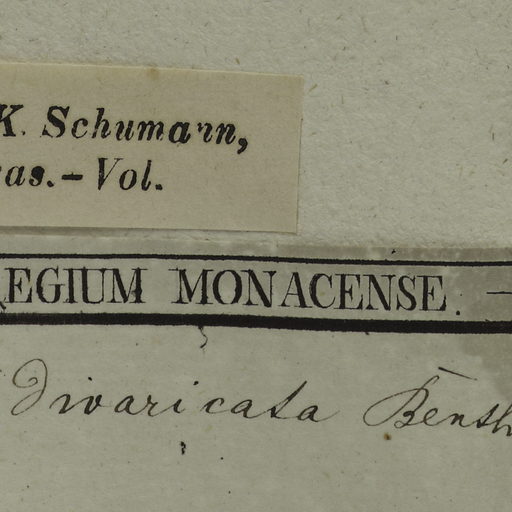 K. Schumann,
as.-Vol.
EGIUM MONACENSE.
divaricata Benth